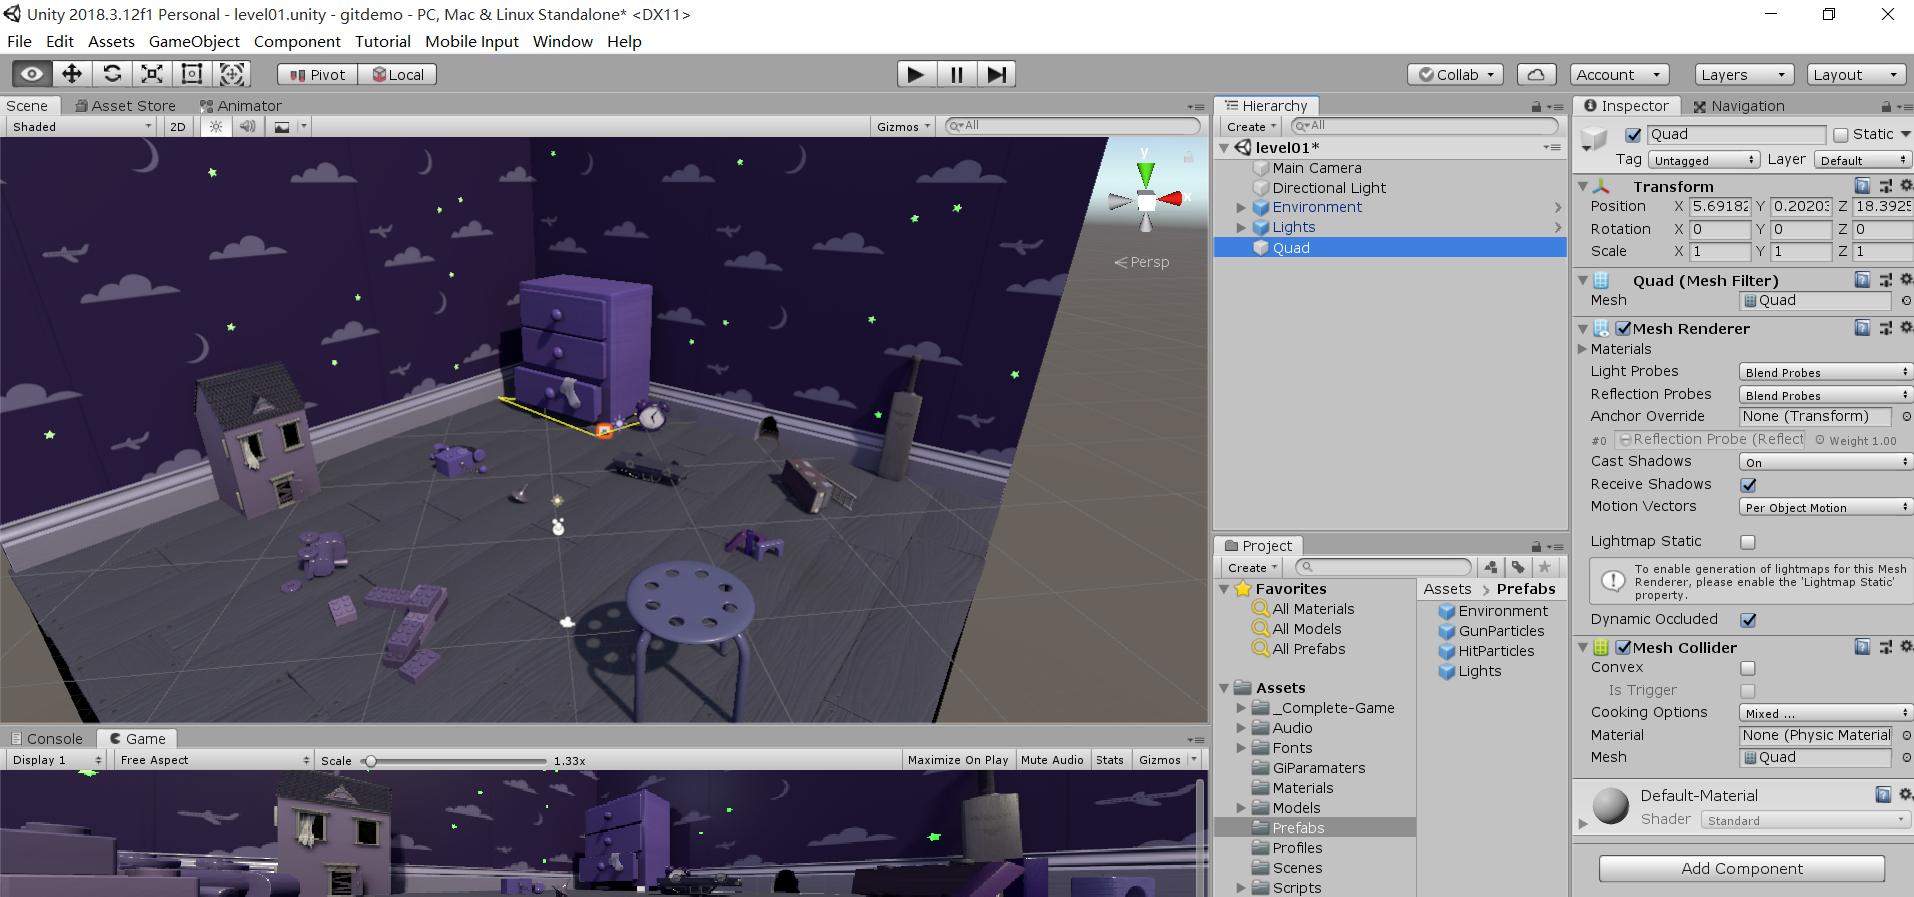 Unity 2018.3.12f1 Personal - level01.unity - gitdemo - PC, Mac & Linux Standalone* <DX11>
File Edit Assets GameObject Component Tutorial Mobile Input Window Help
Pivot Local Collab Account Layers Layout
Scene Asset Store Animator
Shaded 2D Gizmos All
y
x
Persp
Hierarchy
Create All
level01*
Main Camera
Directional Light
Environment
Lights
Quad
Console Game
Display 1 Free Aspect Scale 1.33x Maximize On Play Mute Audio Stats Gizmos
Project
Create
Favorites
All Materials
All Models
All Prefabs
Assets
_Complete-Game
Audio
Fonts
GiParamaters
Materials
Models
Prefabs
Profiles
Scenes
Scripts
Assets > Prefabs
Environment
GunParticles
HitParticles
Lights
Inspector Navigation
Quad Static
Tag Untagged Layer Default
Transform
Position X 5.69182 Y 0.20203 Z 18.3925
Rotation X 0 Y 0 Z 0
Scale X 1 Y 1 Z 1
Quad (Mesh Filter)
Mesh Quad
Mesh Renderer
Materials
Light Probes Blend Probes
Reflection Probes Blend Probes
Anchor Override None (Transform)
#0 Reflection Probe (Reflect Weight 1.00
Cast Shadows On
Receive Shadows
Motion Vectors Per Object Motion
Lightmap Static
To enable generation of lightmaps for this Mesh
Renderer, please enable the 'Lightmap Static'
property.
Dynamic Occluded
Mesh Collider
Convex
Is Trigger
Cooking Options Mixed ...
Material None (Physic Material
Mesh Quad
Default-Material
Shader Standard
Add Component